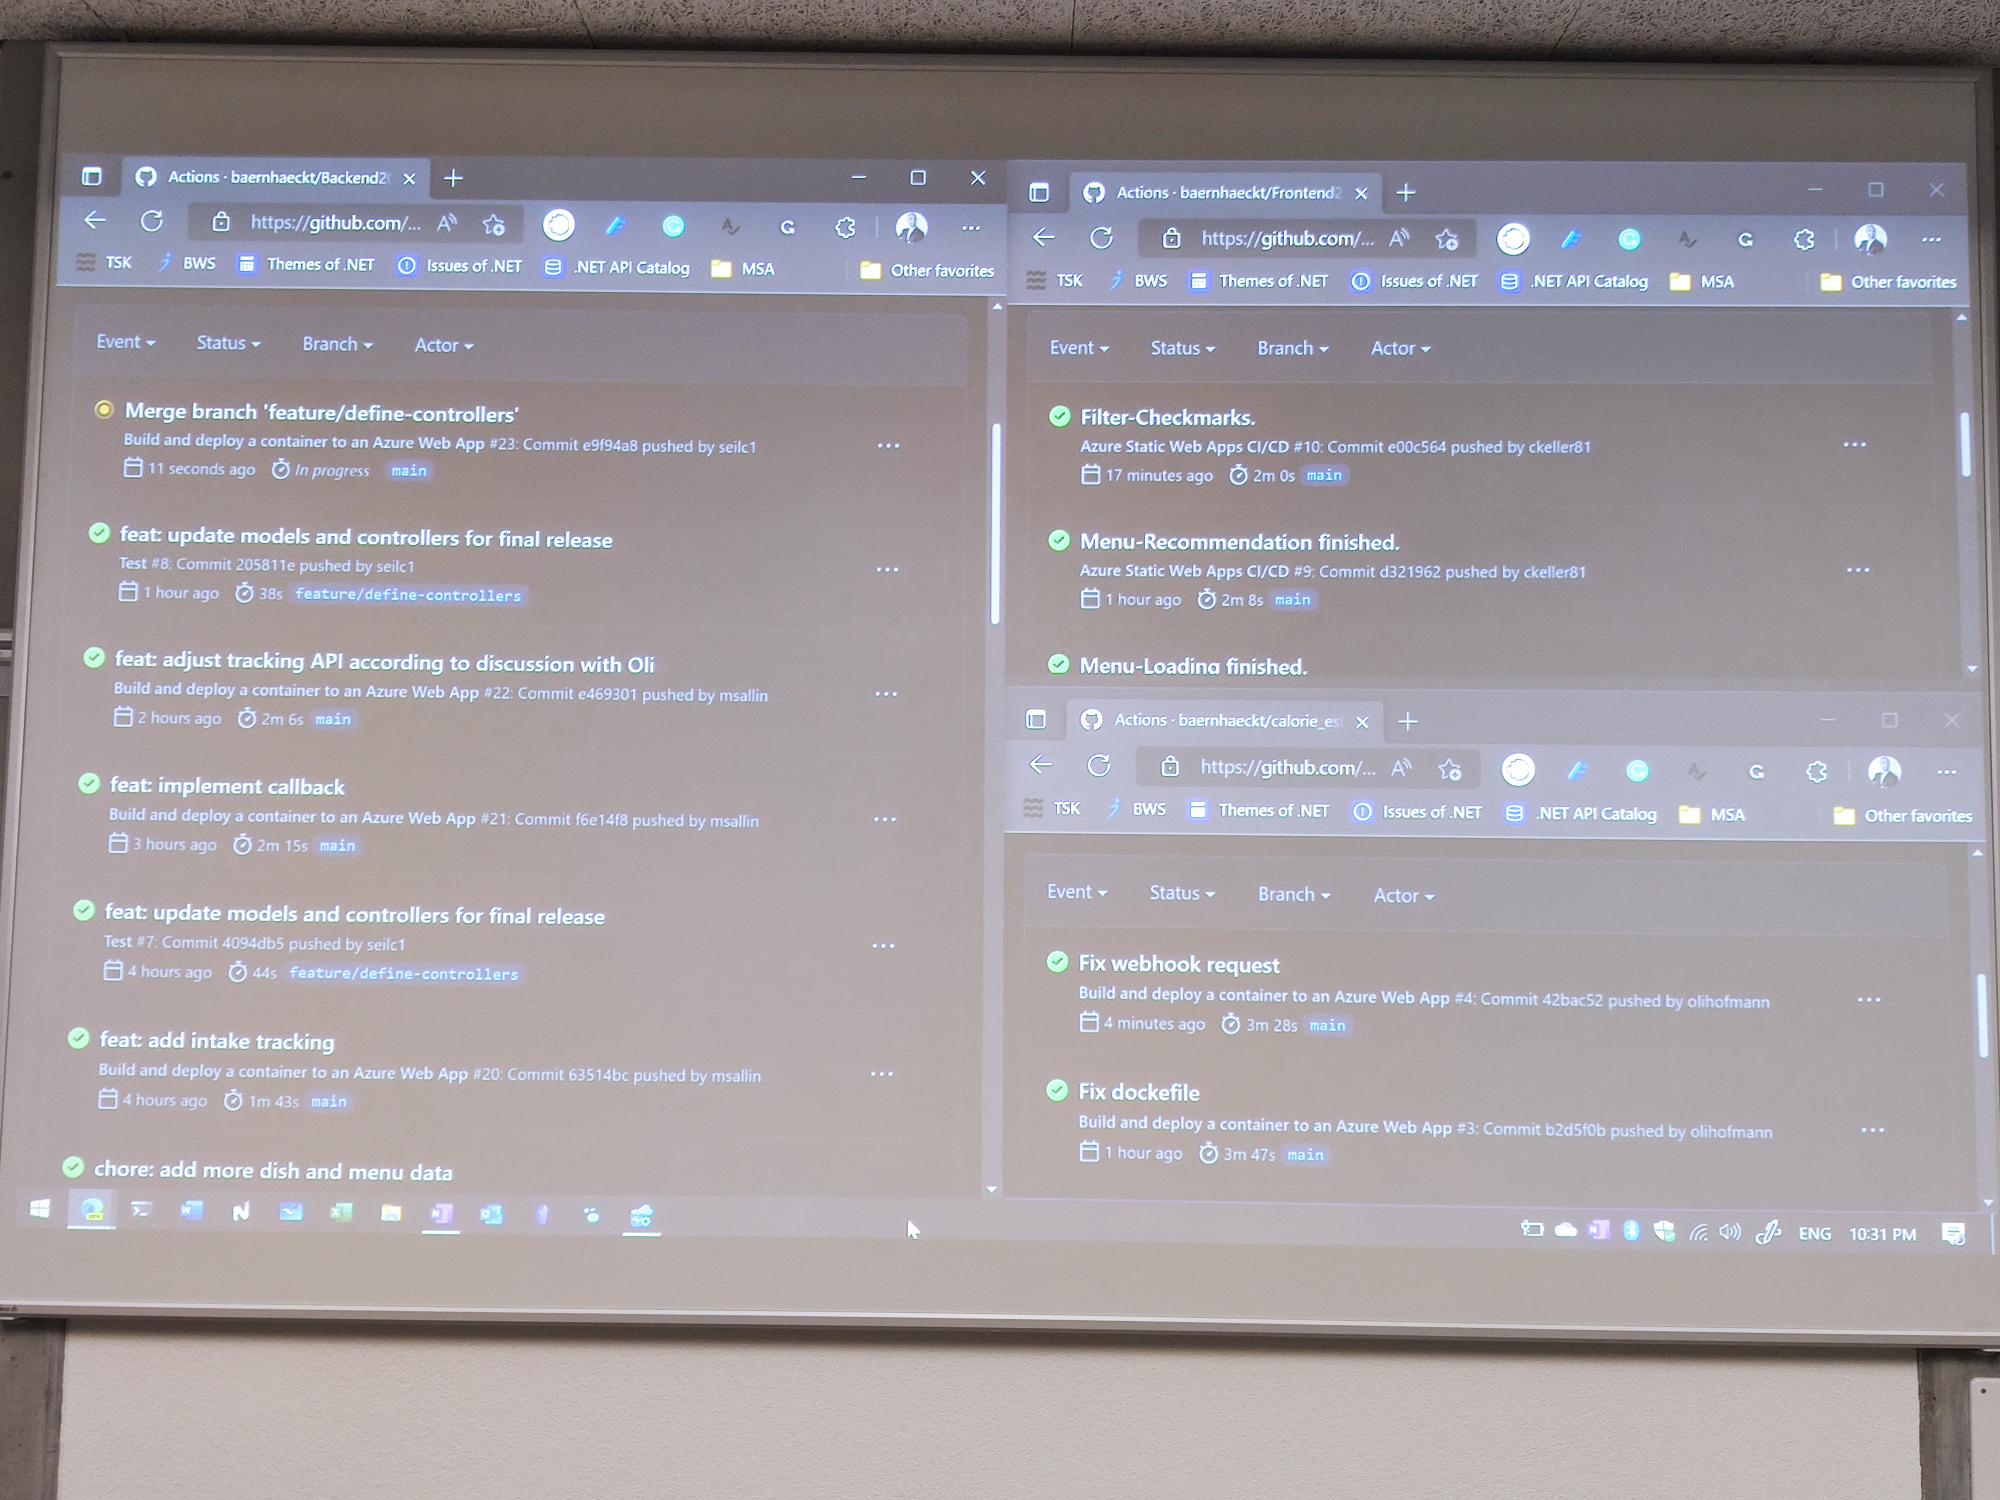 Actions · baernhaeckt/Backend2
https://github.com/...
TSK BWS Themes of .NET Issues of .NET .NET API Catalog MSA Other favorites
Event Status Branch Actor
Merge branch 'feature/define-controllers'
Build and deploy a container to an Azure Web App #23: Commit e9f94a8 pushed by seilc1
11 seconds ago In progress main
feat: update models and controllers for final release
Test #8: Commit 205811e pushed by seilc1
1 hour ago 38s feature/define-controllers
feat: adjust tracking API according to discussion with Oli
Build and deploy a container to an Azure Web App #22: Commit e469301 pushed by msallin
2 hours ago 2m 6s main
feat: implement callback
Build and deploy a container to an Azure Web App #21: Commit f6e14f8 pushed by msallin
3 hours ago 2m 15s main
feat: update models and controllers for final release
Test #7: Commit 4094db5 pushed by seilc1
4 hours ago 44s feature/define-controllers
feat: add intake tracking
Build and deploy a container to an Azure Web App #20: Commit 63514bc pushed by msallin
4 hours ago 1m 43s main
chore: add more dish and menu data
Actions · baernhaeckt/Frontend2
https://github.com/...
TSK BWS Themes of .NET Issues of .NET .NET API Catalog MSA Other favorites
Event Status Branch Actor
Filter-Checkmarks.
Azure Static Web Apps CI/CD #10: Commit e00c564 pushed by ckeller81
17 minutes ago 2m 0s main
Menu-Recommendation finished.
Azure Static Web Apps CI/CD #9: Commit d321962 pushed by ckeller81
1 hour ago 2m 8s main
Menu-Loading finished.
Actions · baernhaeckt/calorie_est
https://github.com/...
TSK BWS Themes of .NET Issues of .NET .NET API Catalog MSA Other favorites
Event Status Branch Actor
Fix webhook request
Build and deploy a container to an Azure Web App #4: Commit 42bac52 pushed by olihofmann
4 minutes ago 3m 28s main
Fix dockefile
Build and deploy a container to an Azure Web App #3: Commit b2d5f0b pushed by olihofmann
1 hour ago 3m 47s main
ENG 10:31 PM